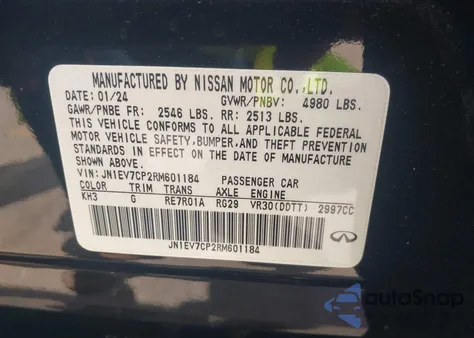 MANUFACTURED BY NISSAN MOTOR CO.,LTD.
DATE: 01/24 GVWR/PNBV: 4980 LBS.
GAWR/PNBE FR: 2546 LBS. RR: 2513 LBS.
THIS VEHICLE CONFORMS TO ALL APPLICABLE FEDERAL
MOTOR VEHICLE SAFETY,BUMPER,AND THEFT PREVENTION
STANDARDS IN EFFECT ON THE DATE OF MANUFACTURE
SHOWN ABOVE.
VIN: JN1EV7CP2RM601184 PASSENGER CAR
COLOR TRIM TRANS AXLE ENGINE
KH3 G RE7R01A RG29 VR30(DDTT) 2997CC
JN1EV7CP2RM601184
iautoSnap